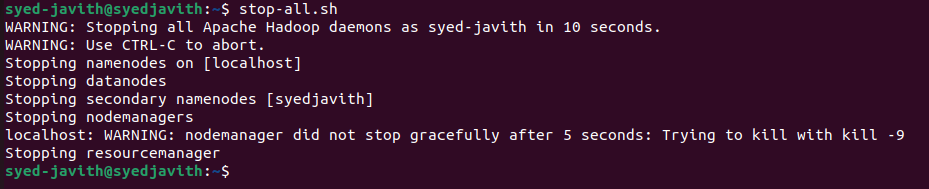 syed-javith@syedjavith:~$ stop-all.sh
WARNING: Stopping all Apache Hadoop daemons as syed-javith in 10 seconds.
WARNING: Use CTRL-C to abort.
Stopping namenodes on [localhost]
Stopping datanodes
Stopping secondary namenodes [syedjavith]
Stopping nodemanagers
localhost: WARNING: nodemanager did not stop gracefully after 5 seconds: Trying to kill with kill -9
Stopping resourcemanager
syed-javith@syedjavith:~$